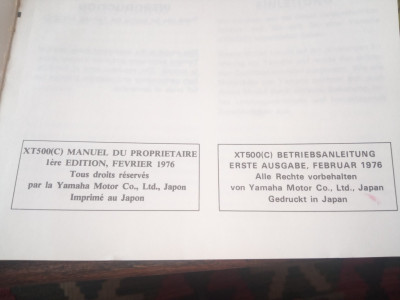 XT500(C) MANUEL DU PROPRIETAIRE
1ère EDITION, FEVRIER 1976
Tous droits réservés
par la Yamaha Motor Co., Ltd., Japon
Imprimé au Japon
XT500(C) BETRIEBSANLEITUNG
ERSTE AUSGABE, FEBRUAR 1976
Alle Rechte vorbehalten
von Yamaha Motor Co., Ltd., Japan
Gedruckt in Japan